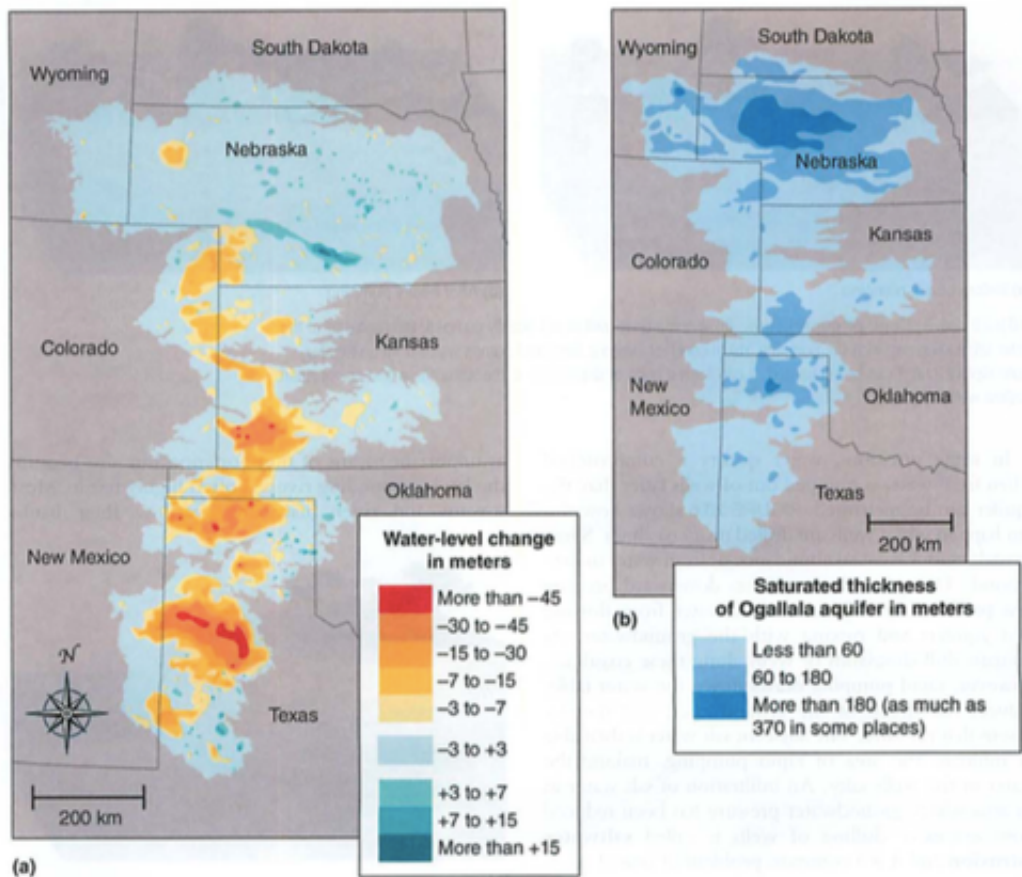 South Dakota
Wyoming
Nebraska
Colorado
Kansas
New Mexico
Oklahoma
Texas
N
200 km
(a)
Water-level change
in meters
More than –45
–30 to –45
–15 to –30
–7 to –15
–3 to –7
–3 to +3
+3 to +7
+7 to +15
More than +15
South Dakota
Wyoming
Nebraska
Kansas
Colorado
New
Mexico
Oklahoma
Texas
200 km
(b)
Saturated thickness
of Ogallala aquifer in meters
Less than 60
60 to 180
More than 180 (as much as
370 in some places)